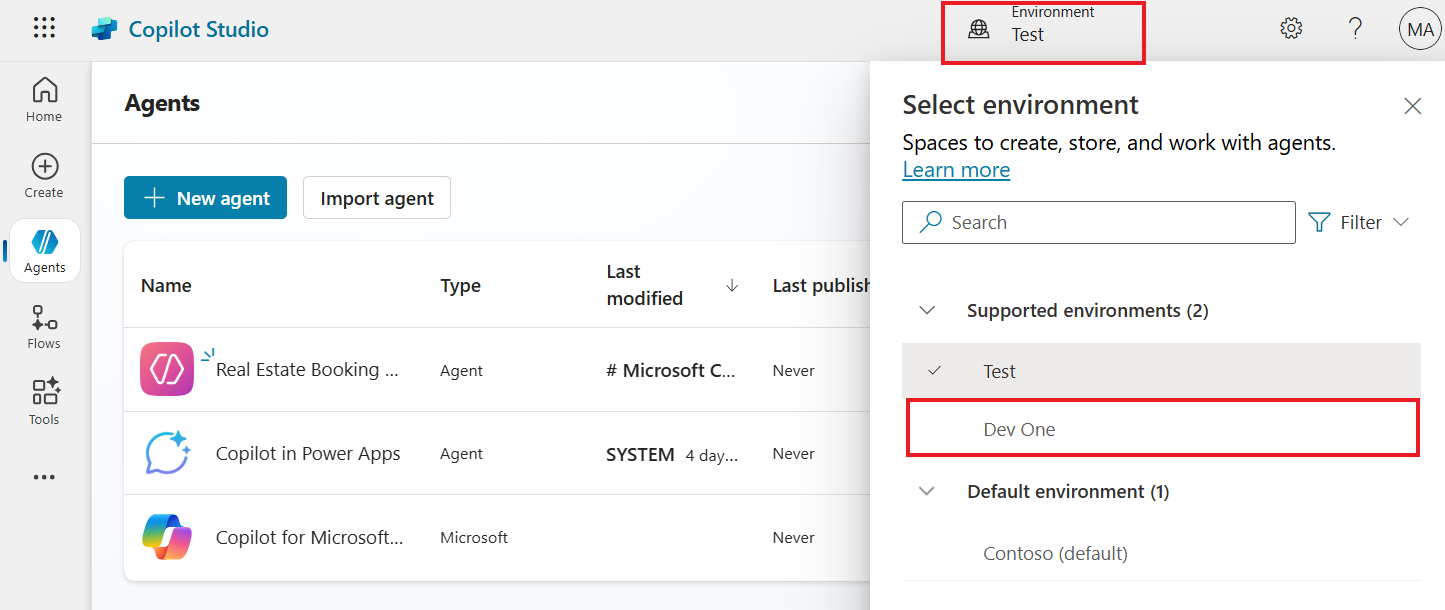 Copilot Studio
Environment
Test
?
MA
Home
Create
Agents
Flows
Tools
...
Agents
New agent
Import agent
Name
Type
Last modified
Last publish
Real Estate Booking ...
Agent
# Microsoft C...
Never
Copilot in Power Apps
Agent
SYSTEM 4 day...
Never
Copilot for Microsoft...
Microsoft
Never
Select environment
Spaces to create, store, and work with agents.
Learn more
Search
Filter
Supported environments (2)
Test
Dev One
Default environment (1)
Contoso (default)